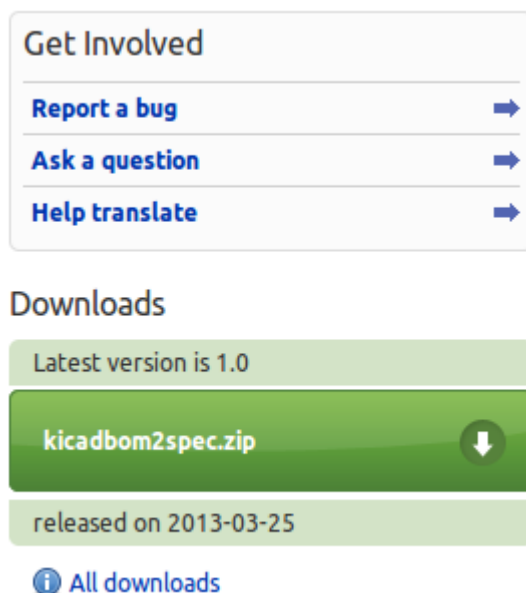 Get Involved
Report a bug
Ask a question
Help translate
Downloads
Latest version is 1.0
kicadbom2spec.zip
released on 2013-03-25
All downloads